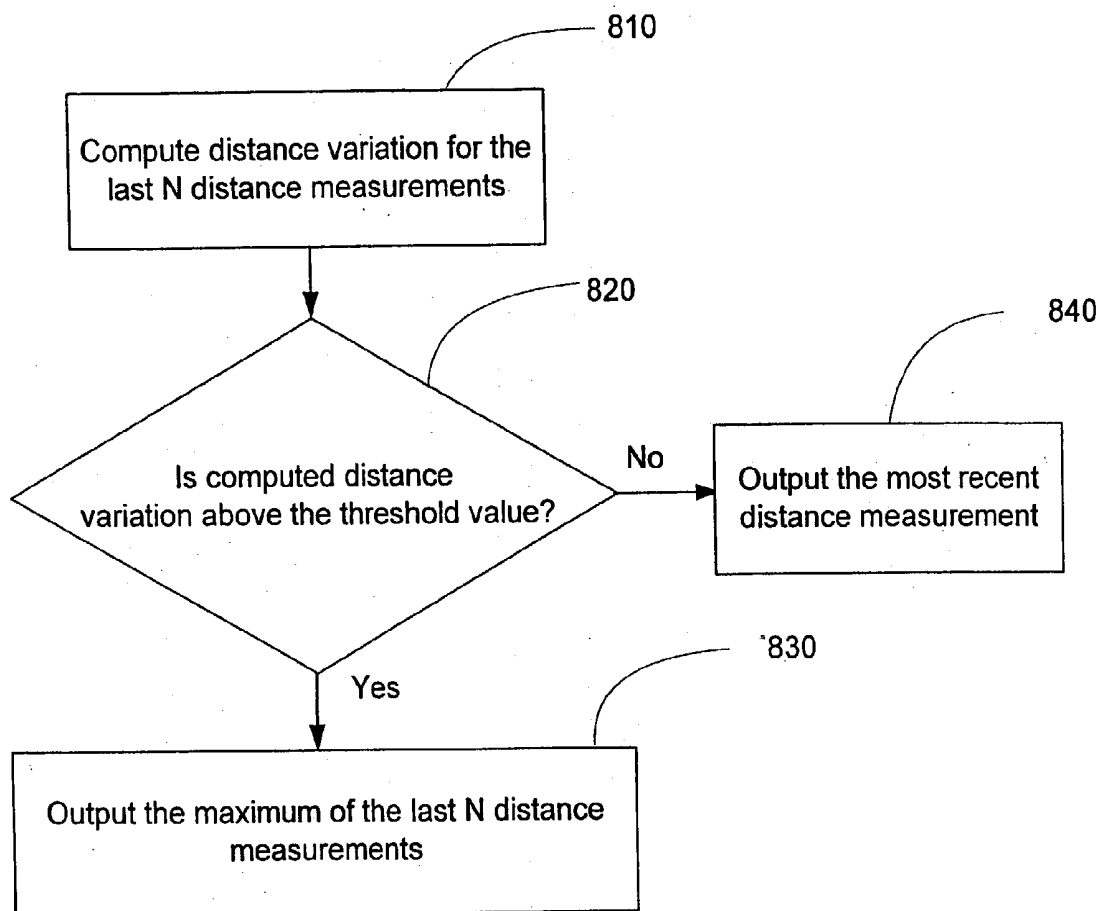 810
Compute distance variation for the
last N distance measurements
820
840
Is computed distance
variation above the threshold value?
No
Output the most recent
distance measurement
830
Yes
Output the maximum of the last N distance
measurements